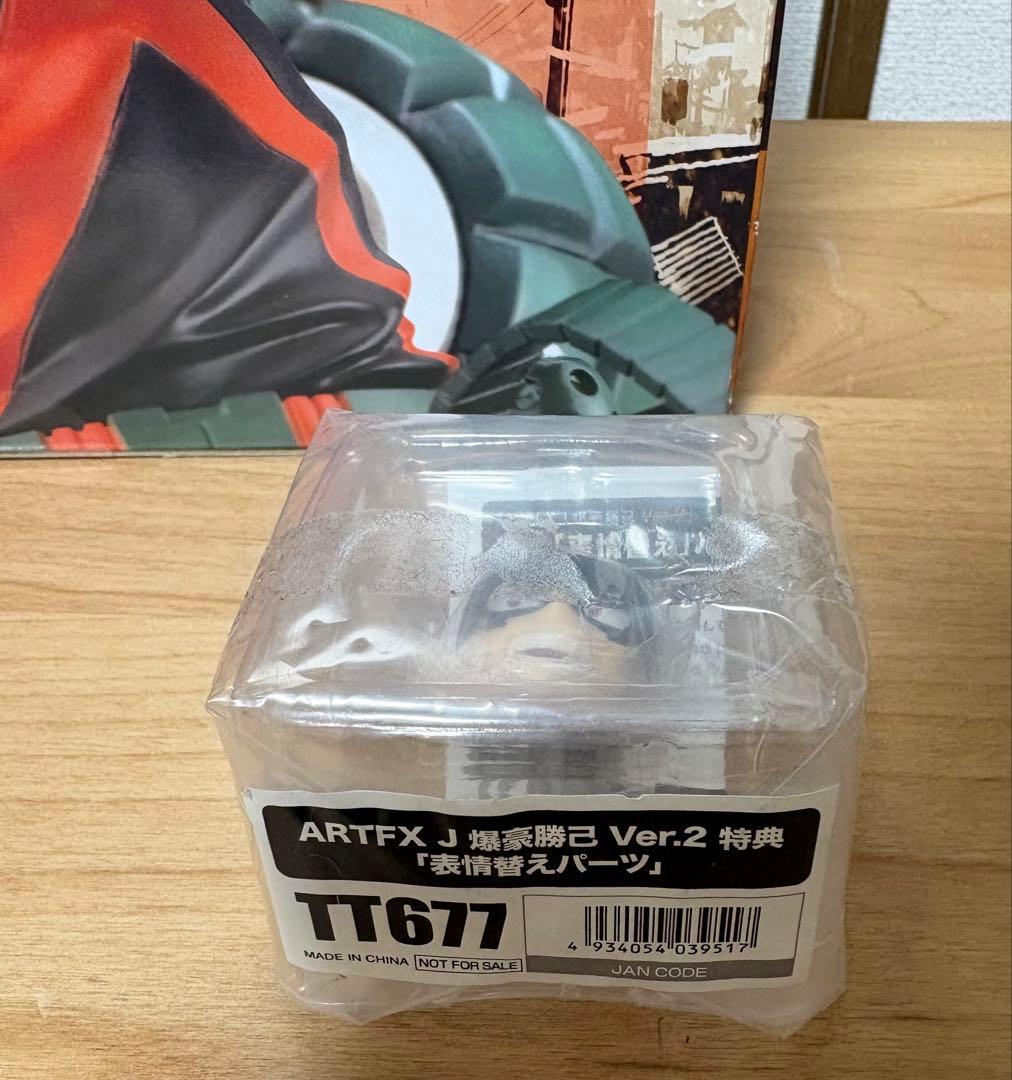 ARTFX J 爆豪勝己 Ver.2 特典
「表情替えパーツ」
TT677
MADE IN CHINA NOT FOR SALE
4 934054 039517
JAN CODE